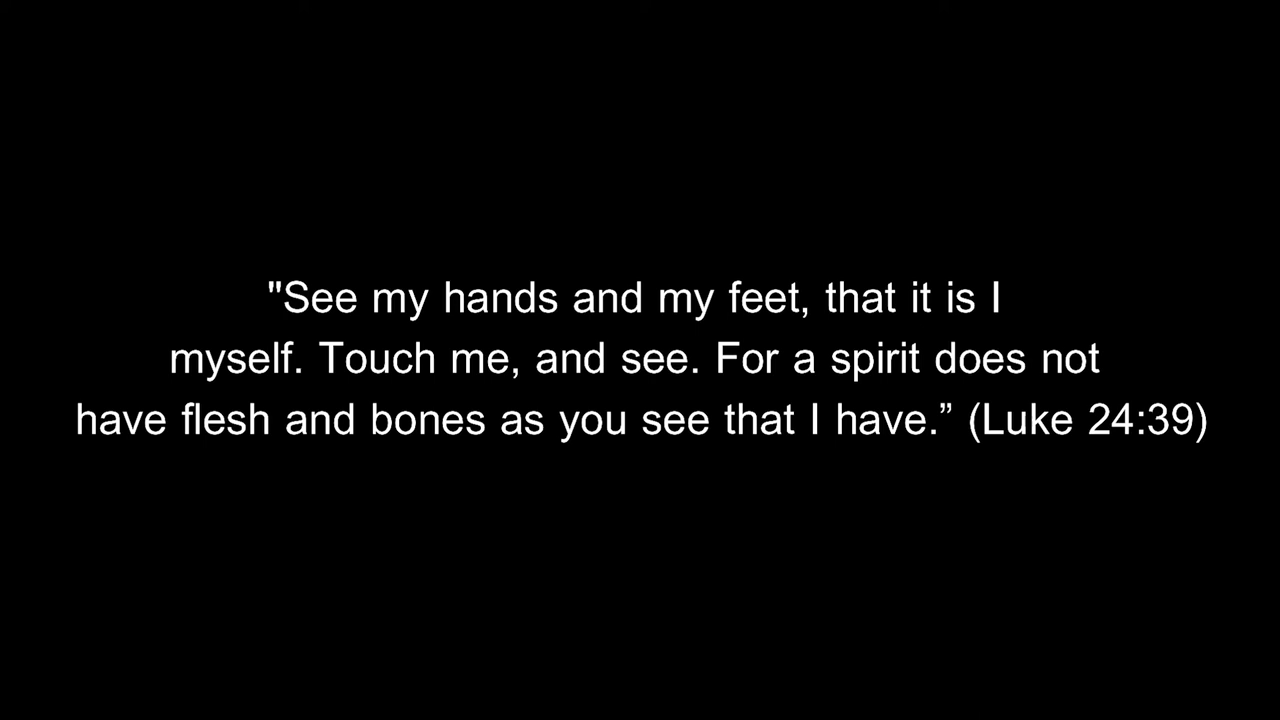 "See my hands and my feet, that it is I
myself. Touch me, and see. For a spirit does not
have flesh and bones as you see that I have.” (Luke 24:39)